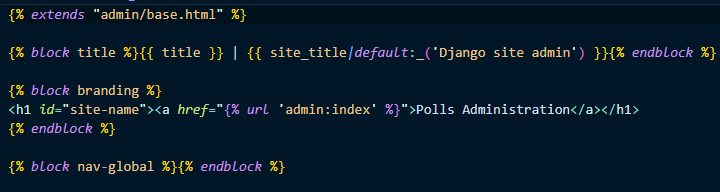 {% extends "admin/base.html" %}
{% block title %}{{ title }} | {{ site_title|default:_('Django site admin') }}{% endblock %}
{% block branding %}
<h1 id="site-name"><a href="{% url 'admin:index' %}">Polls Administration</a></h1>
{% endblock %}
{% block nav-global %}{% endblock %}